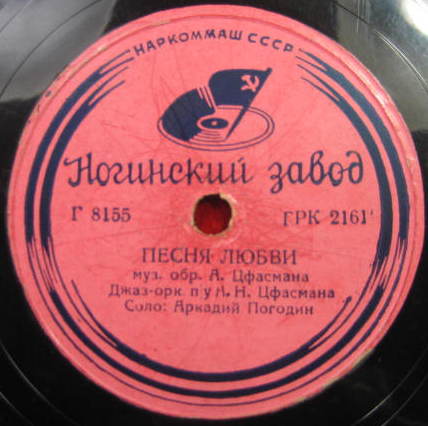 НАРКОММАШ СССР
Ногинский завод
Г 8155 ГРК 2161
ПЕСНЯ ЛЮБВИ
муз. обр. А. Цфасмана
Джаз-орк. п/у А. Н. Цфасмана
Соло: Аркадий Погодин